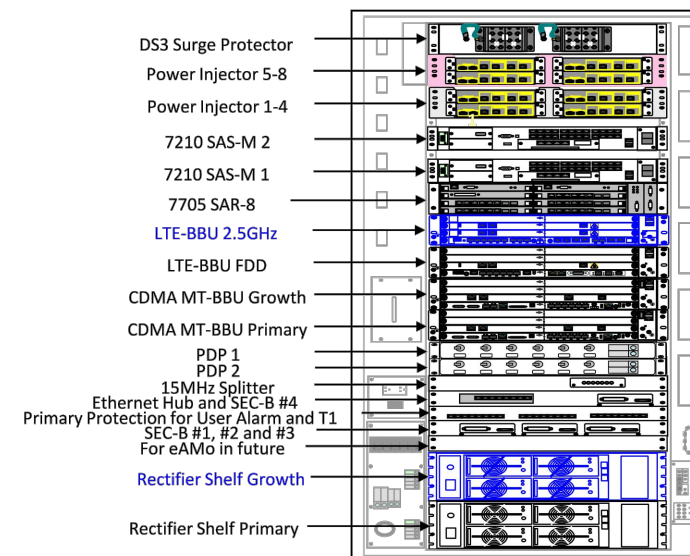 DS3 Surge Protector
Power Injector 5-8
Power Injector 1-4
7210 SAS-M 2
7210 SAS-M 1
7705 SAR-8
LTE-BBU 2.5GHz
LTE-BBU FDD
CDMA MT-BBU Growth
CDMA MT-BBU Primary
PDP 1
PDP 2
15MHz Splitter
Ethernet Hub and SEC-B #4
Primary Protection for User Alarm and T1
SEC-B #1, #2 and #3
For eAMo in future
Rectifier Shelf Growth
Rectifier Shelf Primary